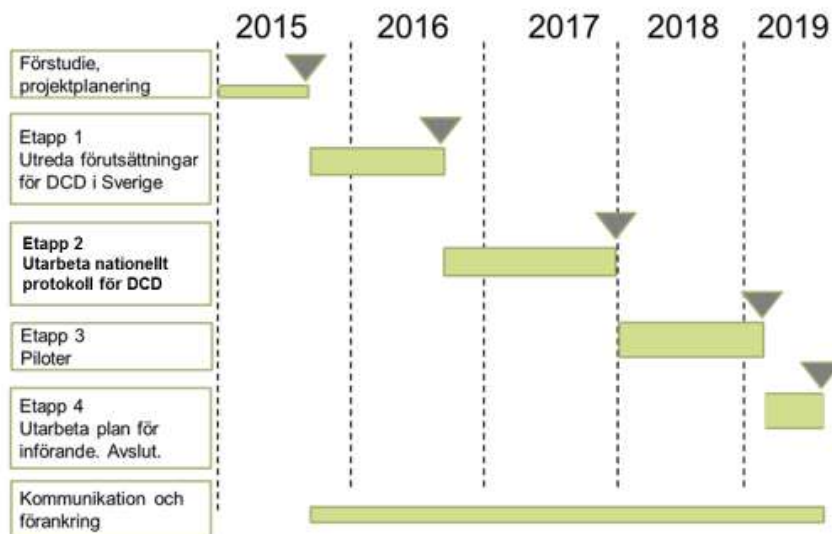 2015 2016 2017 2018 2019
Förstudie,
projektplanering
Etapp 1
Utreda förutsättningar
för DCD i Sverige
Etapp 2
Utarbeta nationellt
protokoll för DCD
Etapp 3
Piloter
Etapp 4
Utarbeta plan för
införande. Avslut.
Kommunikation och
förankring